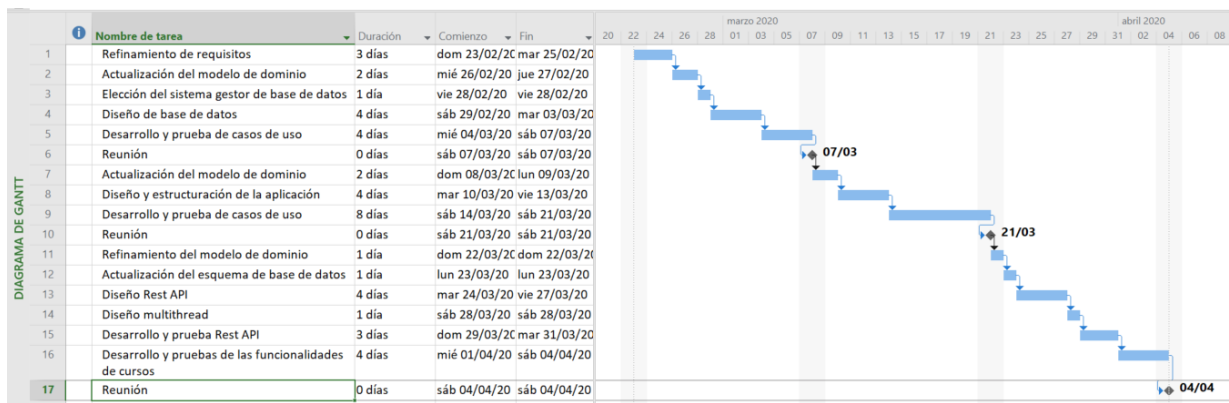 marzo 2020 abril 2020
Nombre de tarea Duración Comienzo Fin 20 22 24 26 28 01 03 05 07 09 11 13 15 17 19 21 23 25 27 29 31 02 04 06 08
1 Refinamiento de requisitos 3 días dom 23/02/20 mar 25/02/20
2 Actualización del modelo de dominio 2 días mié 26/02/20 jue 27/02/20
3 Elección del sistema gestor de base de datos 1 día vie 28/02/20 vie 28/02/20
4 Diseño de base de datos 4 días sáb 29/02/20 mar 03/03/20
5 Desarrollo y prueba de casos de uso 4 días mié 04/03/20 sáb 07/03/20
6 Reunión 0 días sáb 07/03/20 sáb 07/03/20 07/03
7 Actualización del modelo de dominio 2 días dom 08/03/20 lun 09/03/20
8 Diseño y estructuración de la aplicación 4 días mar 10/03/20 vie 13/03/20
9 Desarrollo y prueba de casos de uso 8 días sáb 14/03/20 sáb 21/03/20
10 Reunión 0 días sáb 21/03/20 sáb 21/03/20 21/03
11 Refinamiento del modelo de dominio 1 día dom 22/03/20 dom 22/03/20
12 Actualización del esquema de base de datos 1 día lun 23/03/20 lun 23/03/20
13 Diseño Rest API 4 días mar 24/03/20 vie 27/03/20
14 Diseño multithread 1 día sáb 28/03/20 sáb 28/03/20
15 Desarrollo y prueba Rest API 3 días dom 29/03/20 mar 31/03/20
16 Desarrollo y pruebas de las funcionalidades 4 días mié 01/04/20 sáb 04/04/20
de cursos
17 Reunión 0 días sáb 04/04/20 sáb 04/04/20 04/04
DIAGRAMA DE GANTT